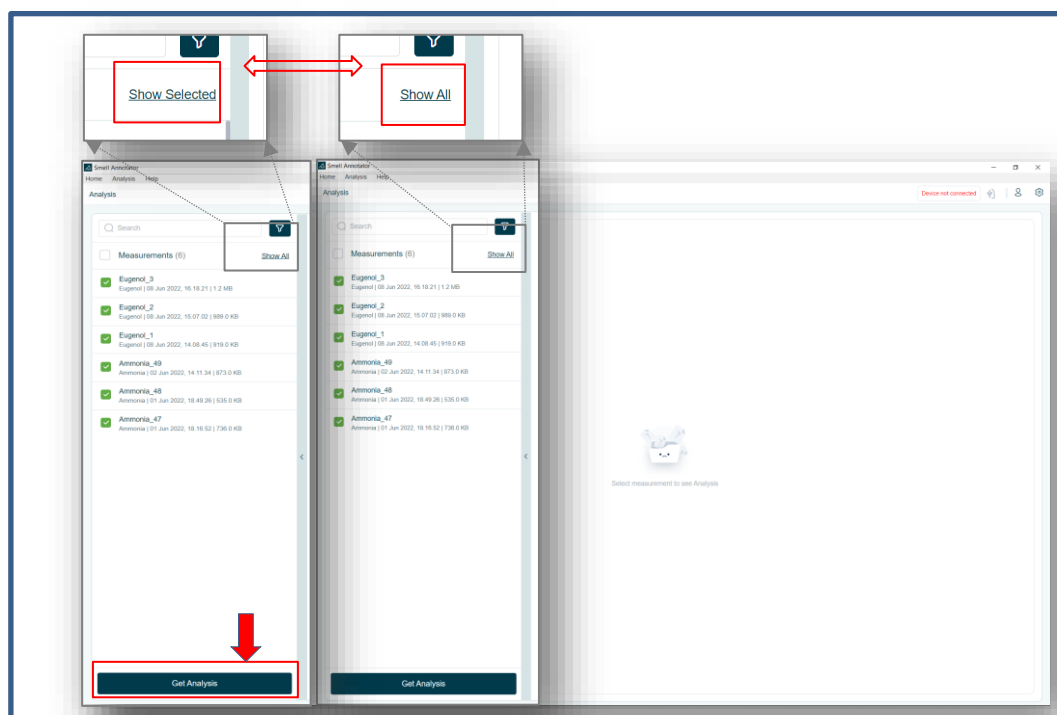 Show Selected
Show All
Smell Annotator
Home Analysis Help
Analysis
Search
Measurements (6)
Show All
Eugenol_3
Eugenol | 08 Jun 2022, 16.18.21 | 1.2 MB
Eugenol_2
Eugenol | 08 Jun 2022, 15.07.02 | 989.0 KB
Eugenol_1
Eugenol | 08 Jun 2022, 14.08.45 | 919.0 KB
Ammonia_49
Ammonia | 02 Jun 2022, 14.11.34 | 873.0 KB
Ammonia_48
Ammonia | 01 Jun 2022, 18.49.26 | 535.0 KB
Ammonia_47
Ammonia | 01 Jun 2022, 18.16.52 | 736.0 KB
Get Analysis
Smell Annotator
Home Analysis Help
Analysis
Search
Measurements (6)
Show All
Eugenol_3
Eugenol | 08 Jun 2022, 16.18.21 | 1.2 MB
Eugenol_2
Eugenol | 08 Jun 2022, 15.07.02 | 989.0 KB
Eugenol_1
Eugenol | 08 Jun 2022, 14.08.45 | 919.0 KB
Ammonia_49
Ammonia | 02 Jun 2022, 14.11.34 | 873.0 KB
Ammonia_48
Ammonia | 01 Jun 2022, 18.49.26 | 535.0 KB
Ammonia_47
Ammonia | 01 Jun 2022, 18.16.52 | 736.0 KB
Get Analysis
Device not connected
Select measurement to see Analysis